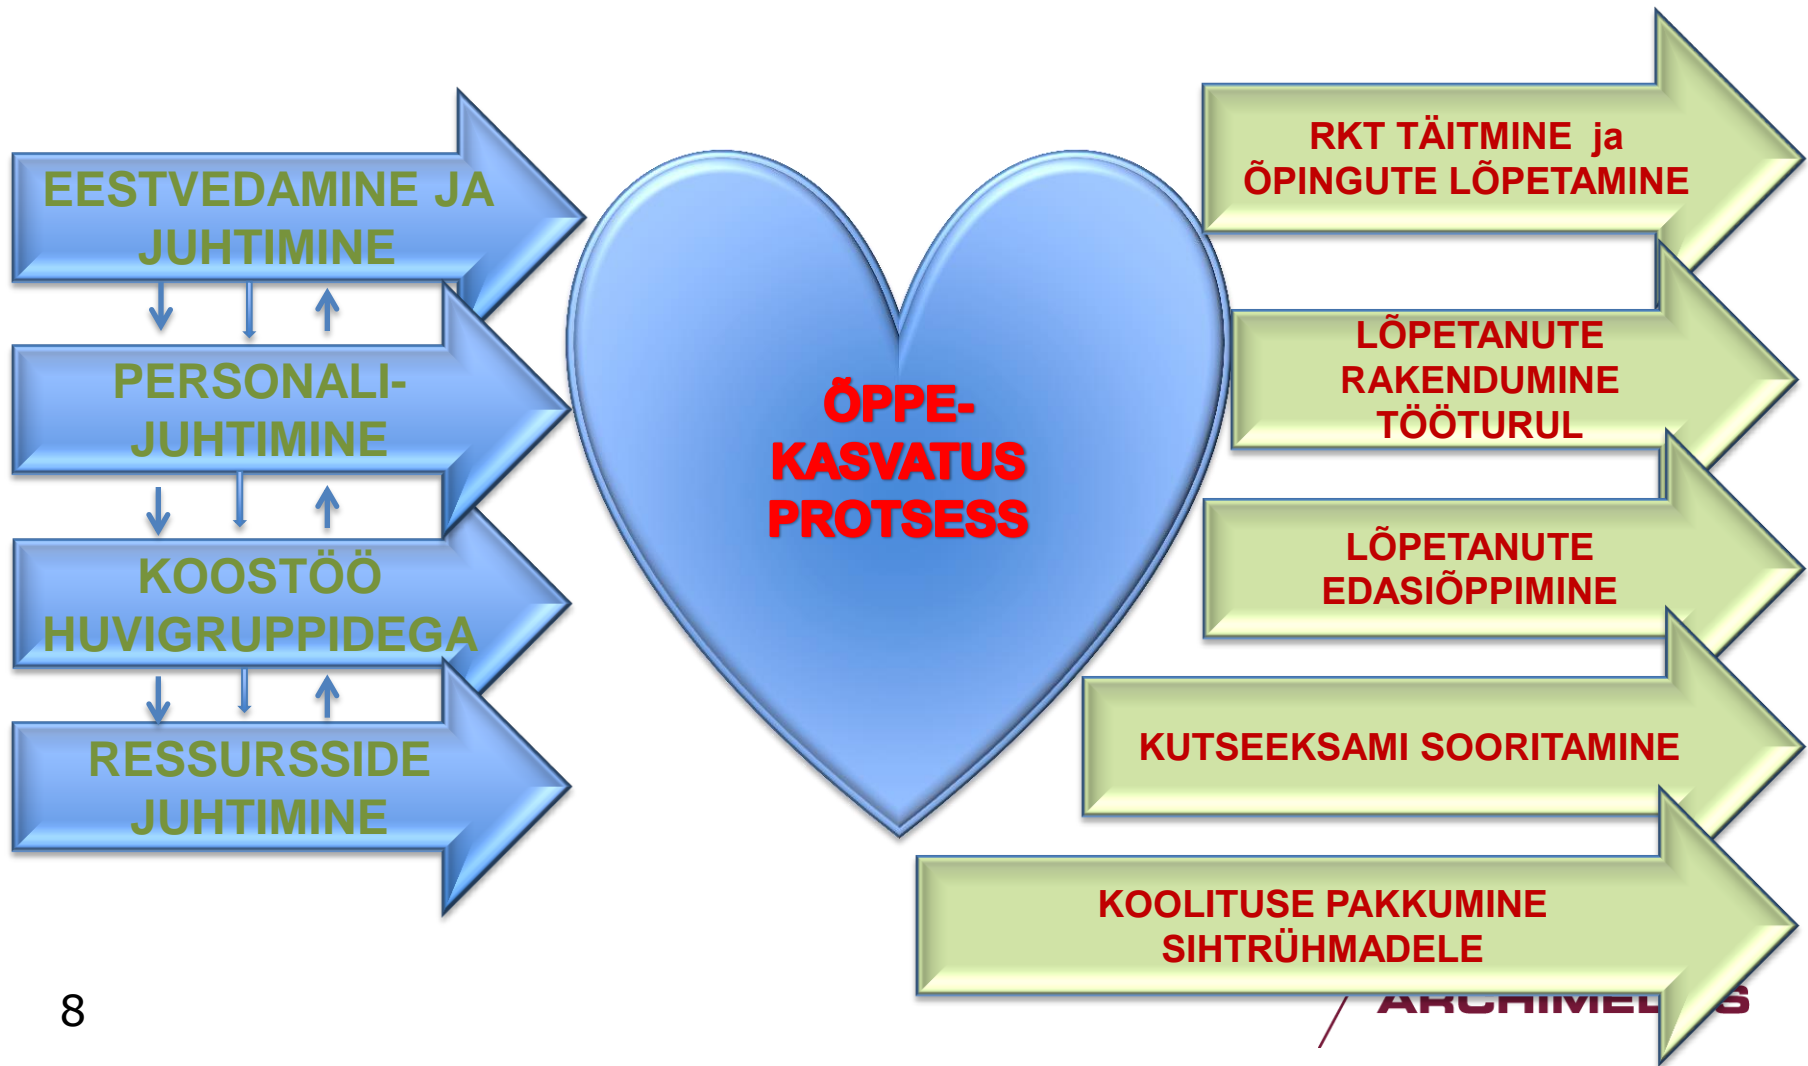 EESTVEDAMINE JA
JUHTIMINE
PERSONALI-
JUHTIMINE
KOOSTÖÖ
HUVIGRUPPIDEGA
RESSURSSIDE
JUHTIMINE
ÕPPE-
KASVATUS
PROTSESS
RKT TÄITMINE ja
ÕPINGUTE LÕPETAMINE
LÕPETANUTE
RAKENDUMINE
TÖÖTURUL
LÕPETANUTE
EDASIÕPPIMINE
KUTSEEKSAMI SOORITAMINE
KOOLITUSE PAKKUMINE
SIHTRÜHMADELE
8